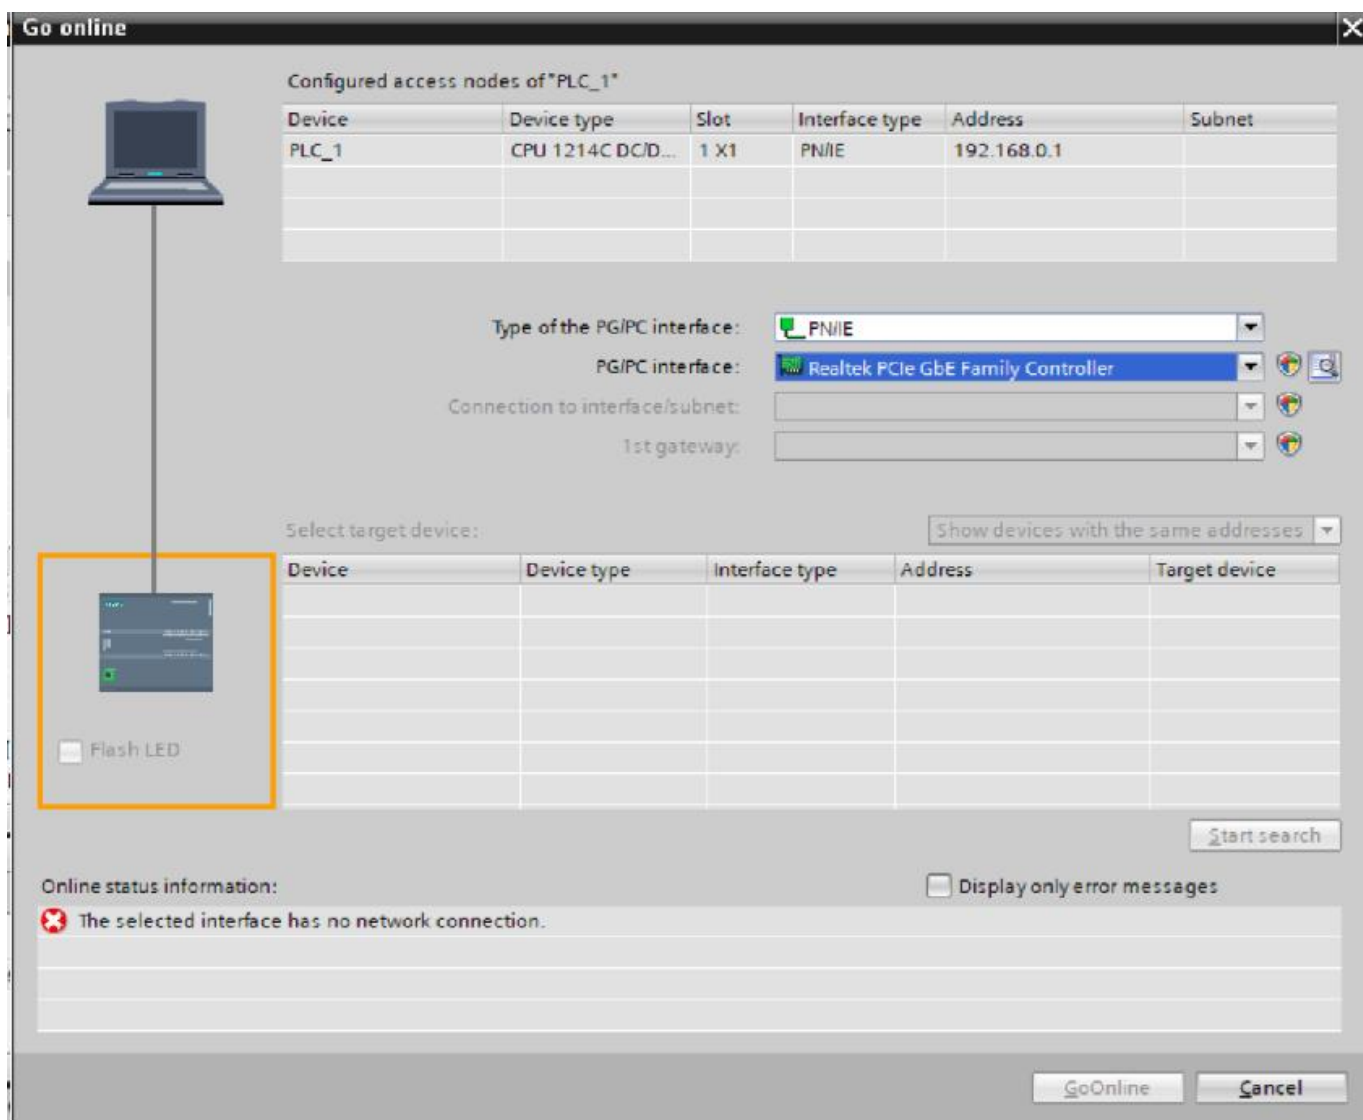 Go online
Configured access nodes of "PLC_1"
Device Device type Slot Interface type Address Subnet
PLC_1 CPU 1214C DC/D... 1 X1 PN/IE 192.168.0.1
Type of the PG/PC interface: PN/IE
PG/PC interface: Realtek PCIe GbE Family Controller
Connection to interface/subnet:
1st gateway:
Select target device: Show devices with the same addresses
Device Device type Interface type Address Target device
Flash LED
Start search
Online status information: Display only error messages
The selected interface has no network connection.
GoOnline Cancel